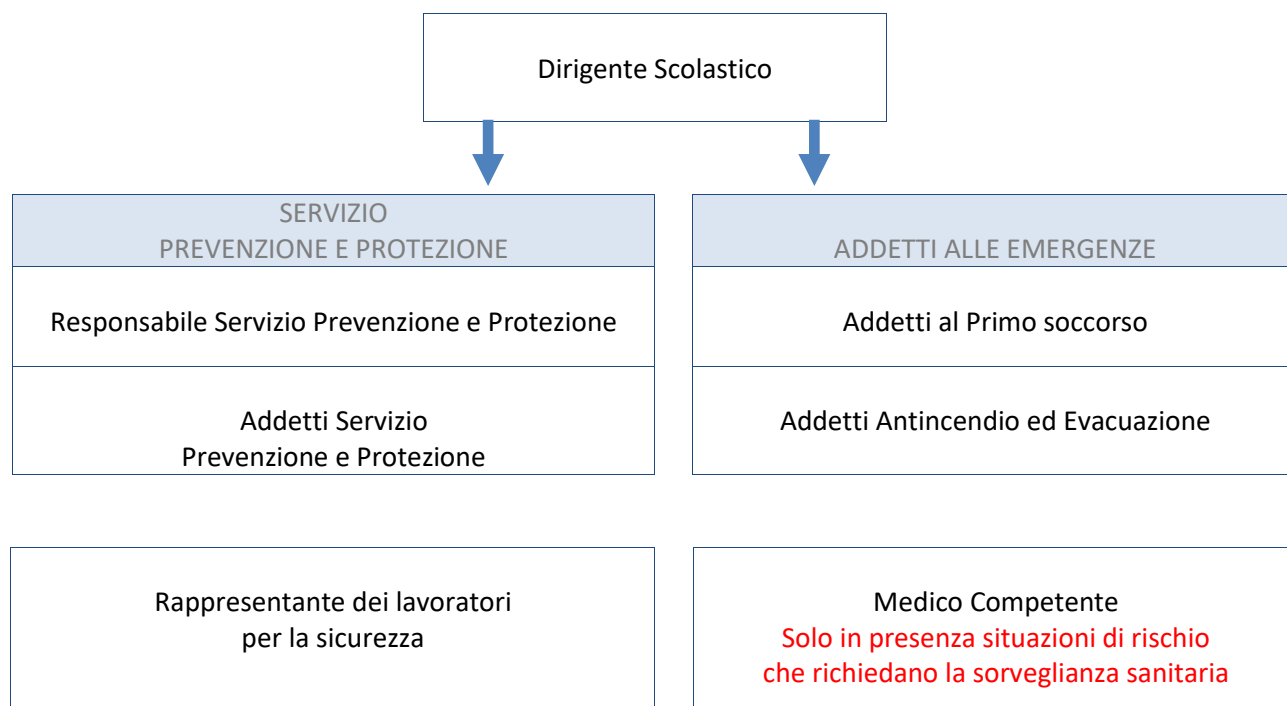 Dirigente Scolastico
SERVIZIO
PREVENZIONE E PROTEZIONE
Responsabile Servizio Prevenzione e Protezione
Addetti Servizio
Prevenzione e Protezione
ADDETTI ALLE EMERGENZE
Addetti al Primo soccorso
Addetti Antincendio ed Evacuazione
Rappresentante dei lavoratori
per la sicurezza
Medico Competente
Solo in presenza situazioni di rischio
che richiedano la sorveglianza sanitaria